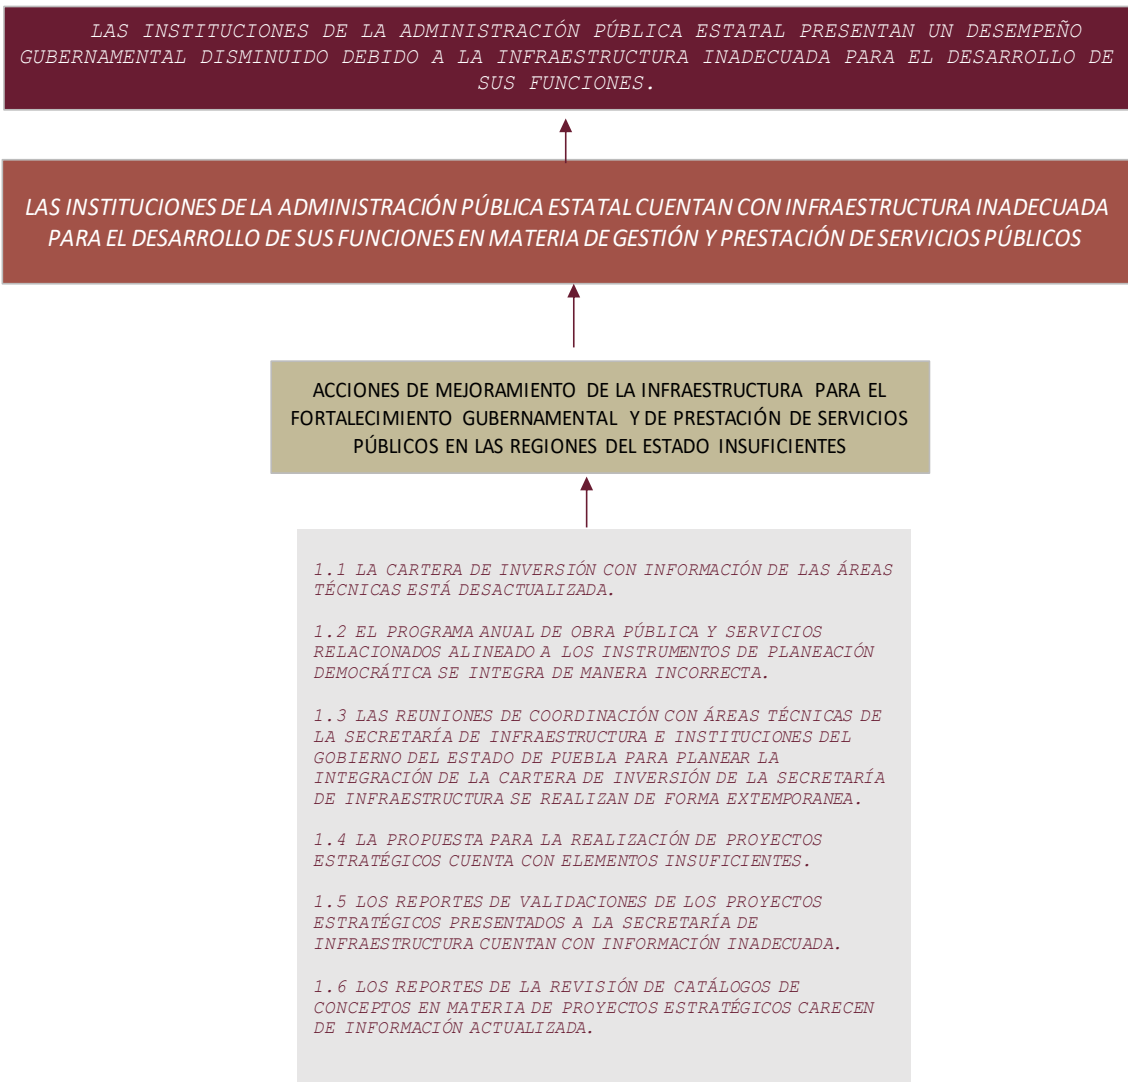 LAS INSTITUCIONES DE LA ADMINISTRACIÓN PÚBLICA ESTATAL PRESENTAN UN DESEMPEÑO
GUBERNAMENTAL DISMINUIDO DEBIDO A LA INFRAESTRUCTURA INADECUADA PARA EL DESARROLLO DE
SUS FUNCIONES.
LAS INSTITUCIONES DE LA ADMINISTRACIÓN PÚBLICA ESTATAL CUENTAN CON INFRAESTRUCTURA INADECUADA
PARA EL DESARROLLO DE SUS FUNCIONES EN MATERIA DE GESTIÓN Y PRESTACIÓN DE SERVICIOS PÚBLICOS
ACCIONES DE MEJORAMIENTO DE LA INFRAESTRUCTURA PARA EL
FORTALECIMIENTO GUBERNAMENTAL Y DE PRESTACIÓN DE SERVICIOS
PÚBLICOS EN LAS REGIONES DEL ESTADO INSUFICIENTES
1.1 LA CARTERA DE INVERSIÓN CON INFORMACIÓN DE LAS ÁREAS
TÉCNICAS ESTÁ DESACTUALIZADA.
1.2 EL PROGRAMA ANUAL DE OBRA PÚBLICA Y SERVICIOS
RELACIONADOS ALINEADO A LOS INSTRUMENTOS DE PLANEACIÓN
DEMOCRÁTICA SE INTEGRA DE MANERA INCORRECTA.
1.3 LAS REUNIONES DE COORDINACIÓN CON ÁREAS TÉCNICAS DE
LA SECRETARÍA DE INFRAESTRUCTURA E INSTITUCIONES DEL
GOBIERNO DEL ESTADO DE PUEBLA PARA PLANEAR LA
INTEGRACIÓN DE LA CARTERA DE INVERSIÓN DE LA SECRETARÍA
DE INFRAESTRUCTURA SE REALIZAN DE FORMA EXTEMPORANEA.
1.4 LA PROPUESTA PARA LA REALIZACIÓN DE PROYECTOS
ESTRATÉGICOS CUENTA CON ELEMENTOS INSUFICIENTES.
1.5 LOS REPORTES DE VALIDACIONES DE LOS PROYECTOS
ESTRATÉGICOS PRESENTADOS A LA SECRETARÍA DE
INFRAESTRUCTURA CUENTAN CON INFORMACIÓN INADECUADA.
1.6 LOS REPORTES DE LA REVISIÓN DE CATÁLOGOS DE
CONCEPTOS EN MATERIA DE PROYECTOS ESTRATÉGICOS CARECEN
DE INFORMACIÓN ACTUALIZADA.